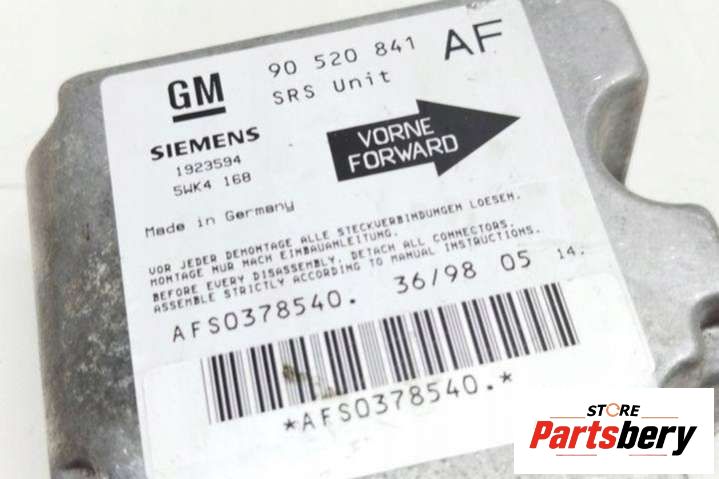 GM
90 520 841 AF
SRS Unit
SIEMENS
1923594
5WK4 168
VORNE
FORWARD
Made in Germany
VOR JEDER DEMONTAGE ALLE STECKVERBINDUNGEN LOESEN.
MONTAGE NUR NACH EINBAUANLEITUNG.
BEFORE EVERY DISASSEMBLY, DETACH ALL CONNECTORS.
ASSEMBLE STRICTLY ACCORDING TO MANUAL INSTRUCTIONS.
AFS0378540. 36/98 05 14.
*AFS0378540.*
STORE
Partsbery